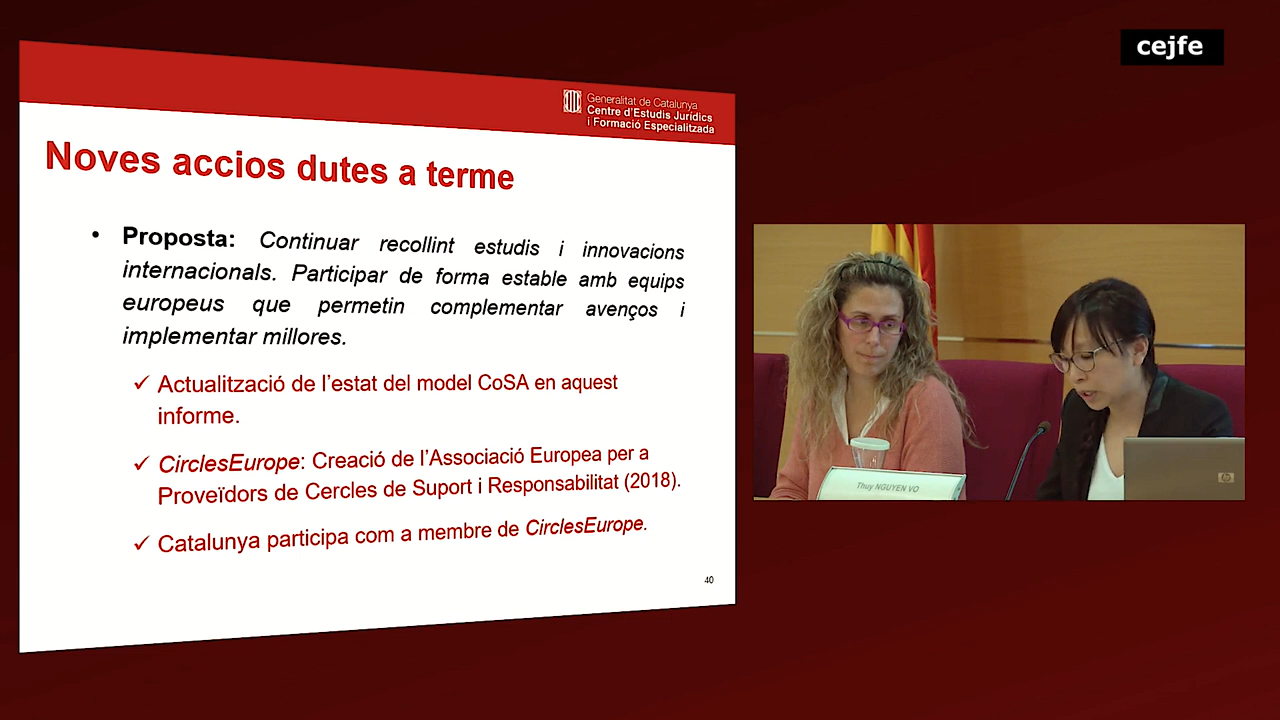 cejfe
Generalitat de Catalunya
Centre d'Estudis Jurídics
i Formació Especialitzada
Noves accios dutes a terme
• Proposta: Continuar recollint estudis i innovacions
internacionals. Participar de forma estable amb equips
europeus que permetin complementar avenços i
implementar millores.
✓ Actualització de l'estat del model CoSA en aquest
informe.
✓ CirclesEurope: Creació de l'Associació Europea per a
Proveïdors de Cercles de Suport i Responsabilitat (2018).
✓ Catalunya participa com a membre de CirclesEurope.
40
Thuy NGUYEN VO
hp